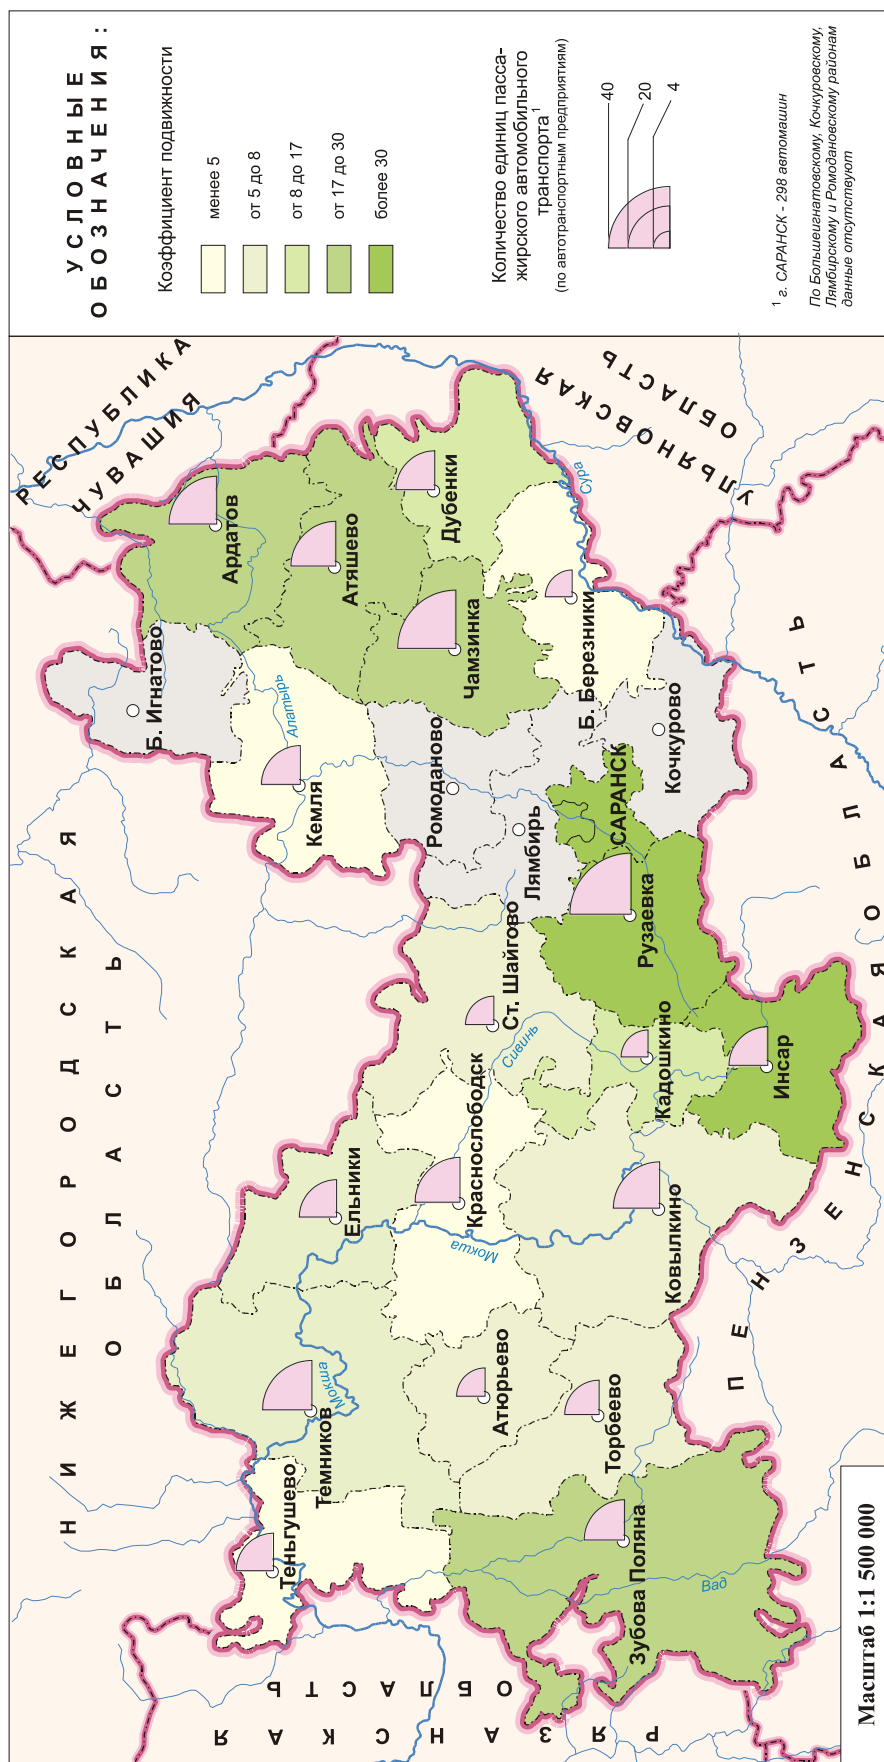 УСЛОВНЫЕ
ОБОЗНАЧЕНИЯ:
Коэффициент подвижности
менее 5
от 5 до 8
от 8 до 17
от 17 до 30
более 30
Количество единиц пасса-
жирского автомобильного
транспорта¹
(по автотранспортным предприятиям)
40
20
4
¹ г. САРАНСК - 298 автомашин
По Большеигнатовскому, Кочкуровскому,
Лямбирскому и Ромодановскому районам
данные отсутствуют
НИЖЕГОРОДСКАЯ
ОБЛАСТЬ
РЕСПУБЛИКА
ЧУВАШИЯ
УЛЬЯНОВСКАЯ
ОБЛАСТЬ
ПЕНЗЕНСКАЯ ОБЛАСТЬ
РЯЗАНСКАЯ
ОБЛАСТЬ
Теньгушево
Темников
Мокша
Ельники
Краснослободск
Мокша
Атюрьево
Торбеево
Зубова Поляна
Вад
Ковылкино
Ст. Шайгово
Сивинь
Кадошкино
Инсар
Рузаевка
САРАНСК
Лямбирь
Ромоданово
Кемля
Алатырь
Б. Игнатово
Ардатов
Атяшево
Чамзинка
Дубенки
Б. Березники
Сура
Кочкурово
Масштаб 1:1 500 000